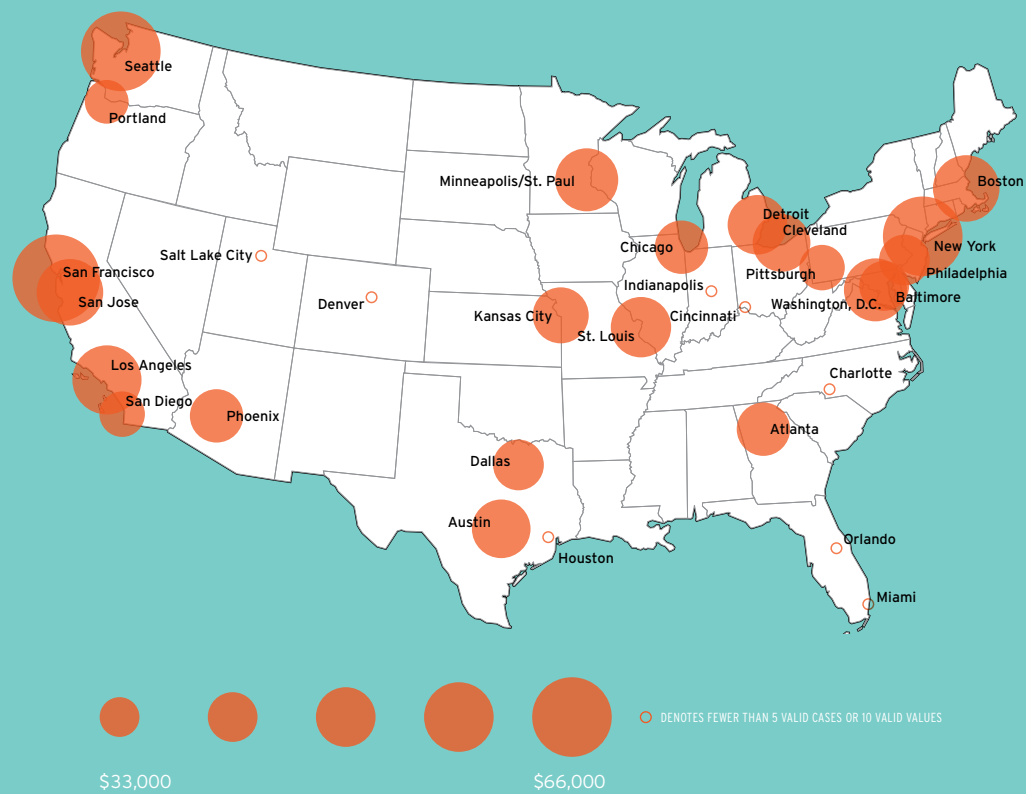 Seattle
Portland
Minneapolis/St. Paul
Boston
Detroit
Cleveland
Chicago
New York
Salt Lake City
San Francisco
Pittsburgh
Philadelphia
Indianapolis
San Jose
Denver
Washington, D.C.
Baltimore
Kansas City
Cincinnati
St. Louis
Los Angeles
Charlotte
San Diego
Phoenix
Atlanta
Dallas
Austin
Orlando
Houston
Miami
DENOTES FEWER THAN 5 VALID CASES OR 10 VALID VALUES
$33,000
$66,000